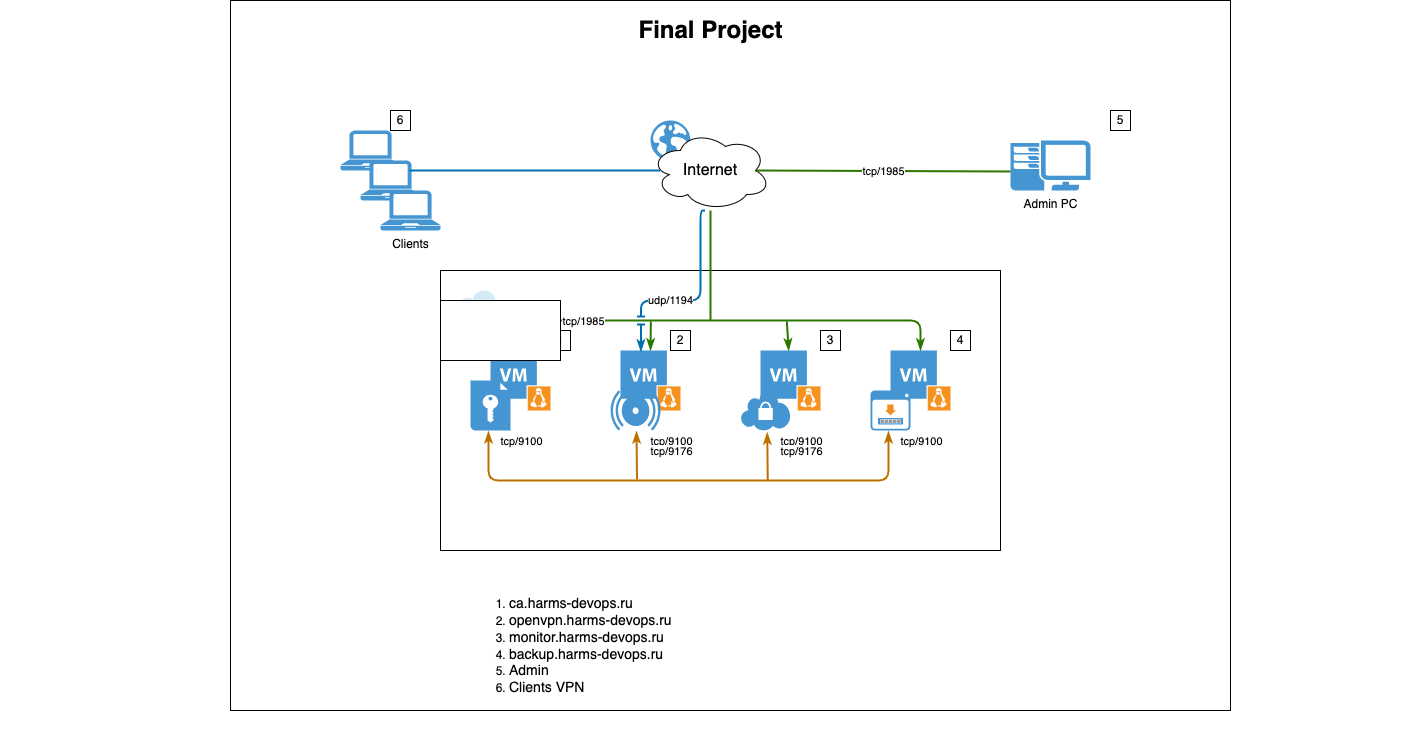 Final Project
6
5
Internet
tcp/1985
Admin PC
Clients
udp/1194
tcp/1985
2
3
4
VM
VM
VM
VM
tcp/9100
tcp/9100
tcp/9176
tcp/9100
tcp/9176
tcp/9100
1. ca.harms-devops.ru
2. openvpn.harms-devops.ru
3. monitor.harms-devops.ru
4. backup.harms-devops.ru
5. Admin
6. Clients VPN